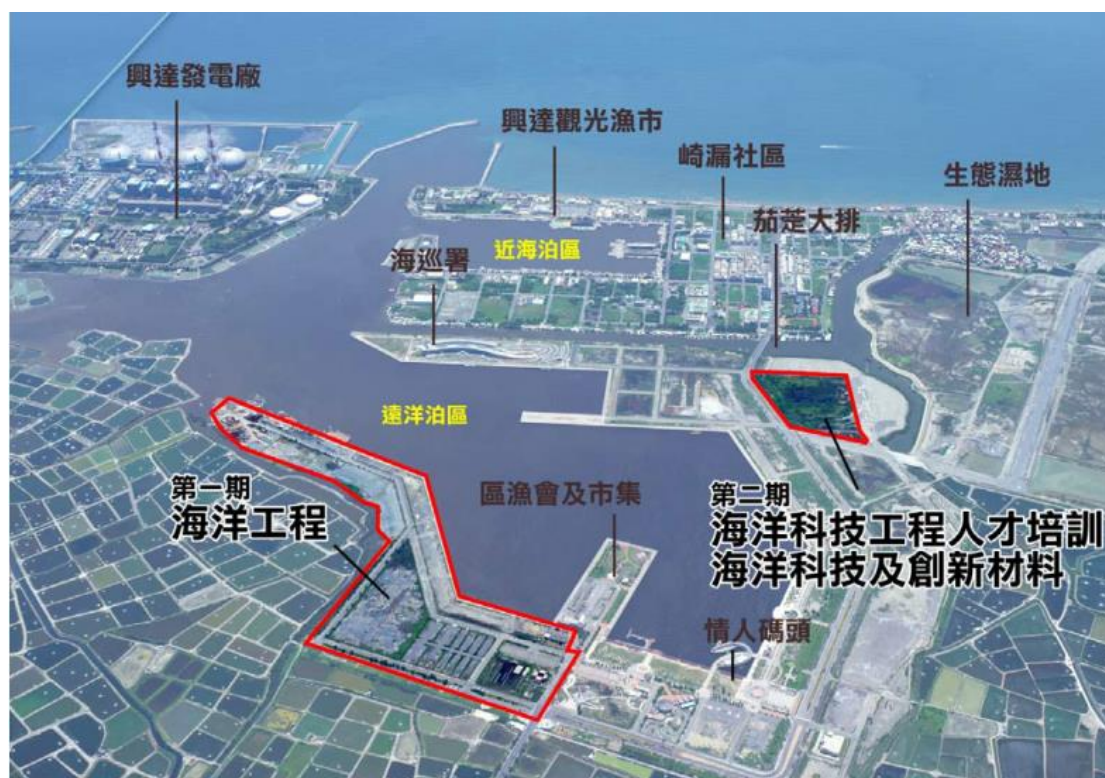 興達發電廠
興達觀光漁市
崎漏社區
生態濕地
茄萣大排
近海泊區
海巡署
遠洋泊區
第一期
海洋工程
區漁會及市集
第二期
海洋科技工程人才培訓
海洋科技及創新材料
情人碼頭